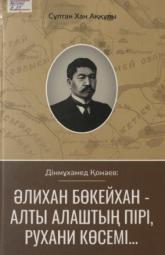 Сұлтан Хан Аққұлы
Дінмұхамед Қонаев:
ӘЛИХАН БӨКЕЙХАН -
АЛТЫ АЛАШТЫҢ ПІРІ,
РУХАНИ КӨСЕМІ...